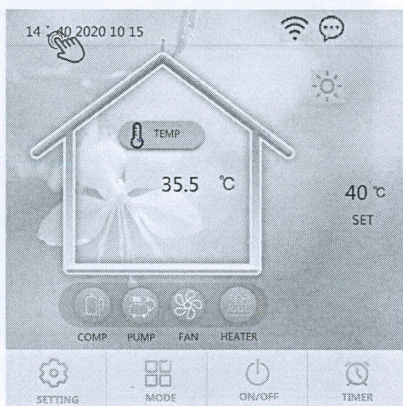 14 : 40 2020 10 15
TEMP
35.5 ℃
40 ℃
SET
COMP PUMP FAN HEATER
SETTING MODE ON/OFF TIMER